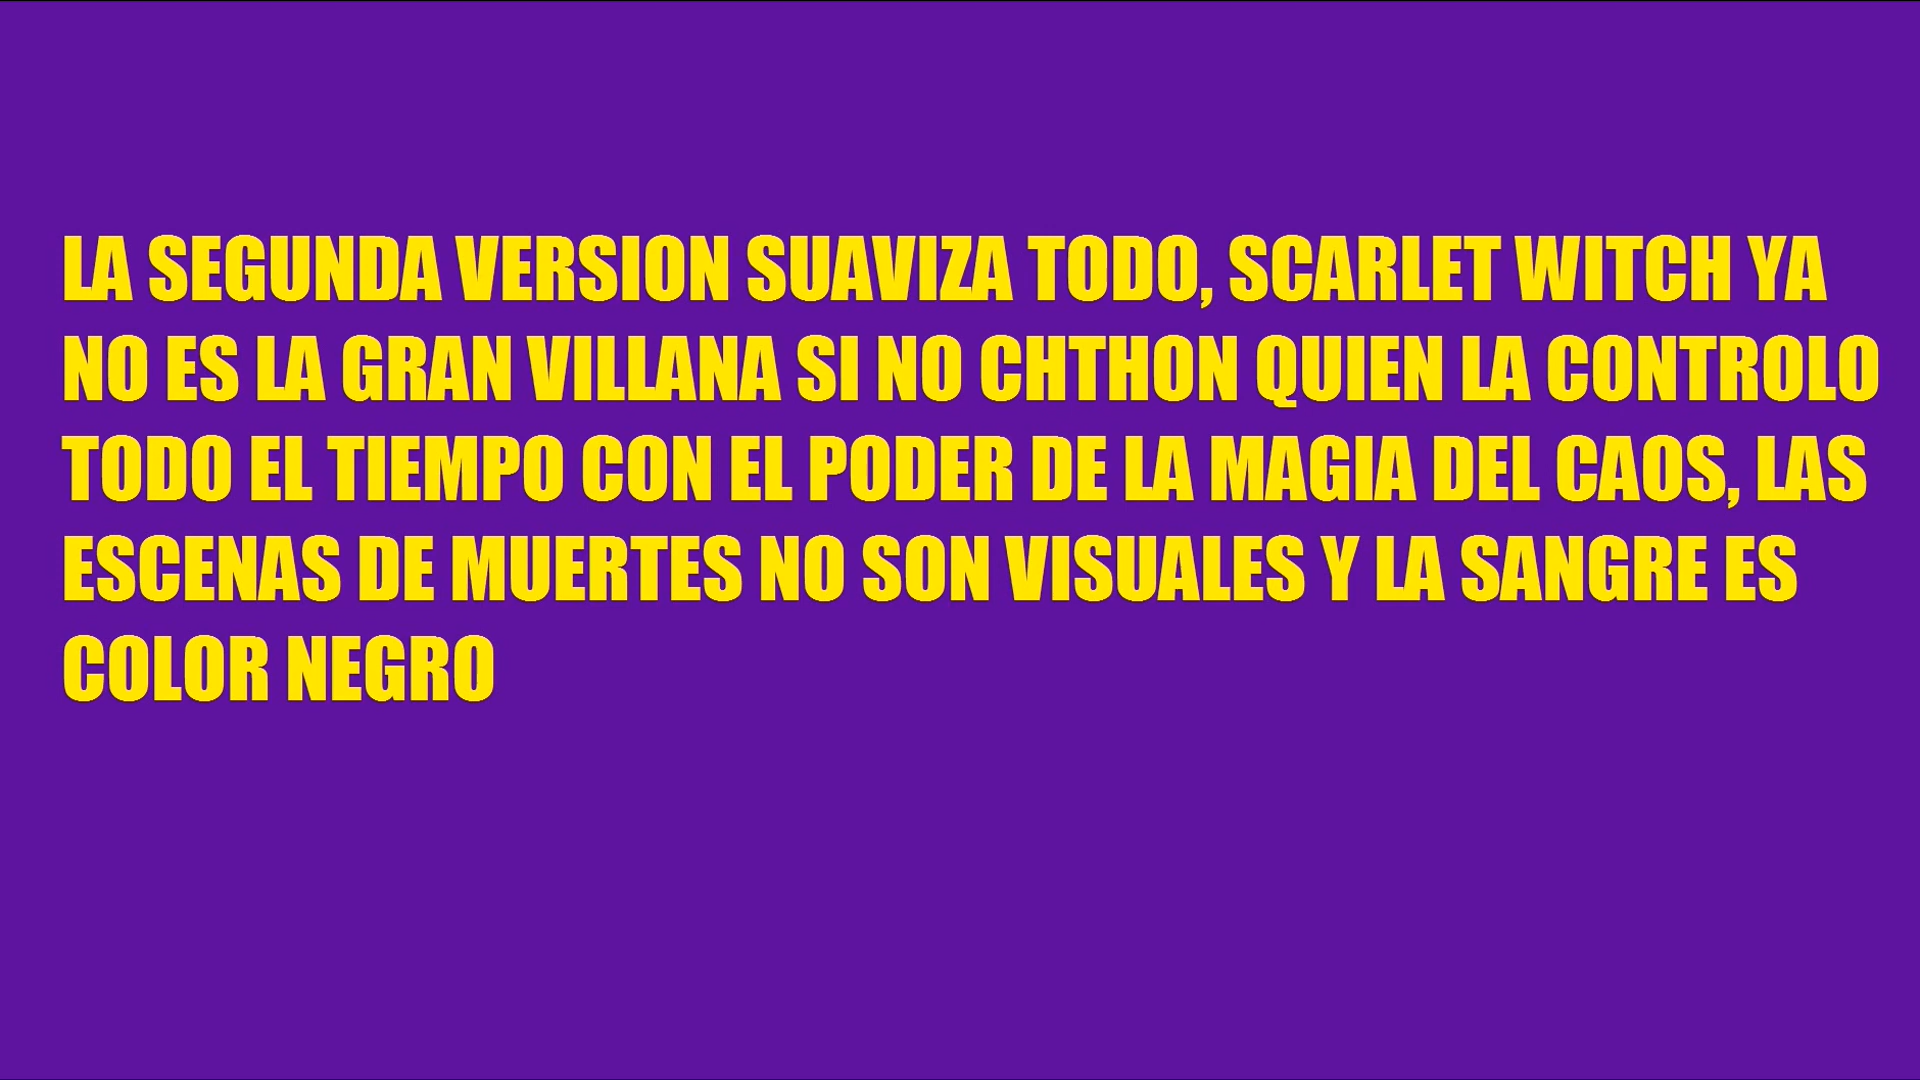 LA SEGUNDA VERSION SUAVIZA TODO, SCARLET WITCH YA
NO ES LA GRAN VILLANA SI NO CHTHON QUIEN LA CONTROLO
TODO EL TIEMPO CON EL PODER DE LA MAGIA DEL CAOS, LAS
ESCENAS DE MUERTES NO SON VISUALES Y LA SANGRE ES
COLOR NEGRO